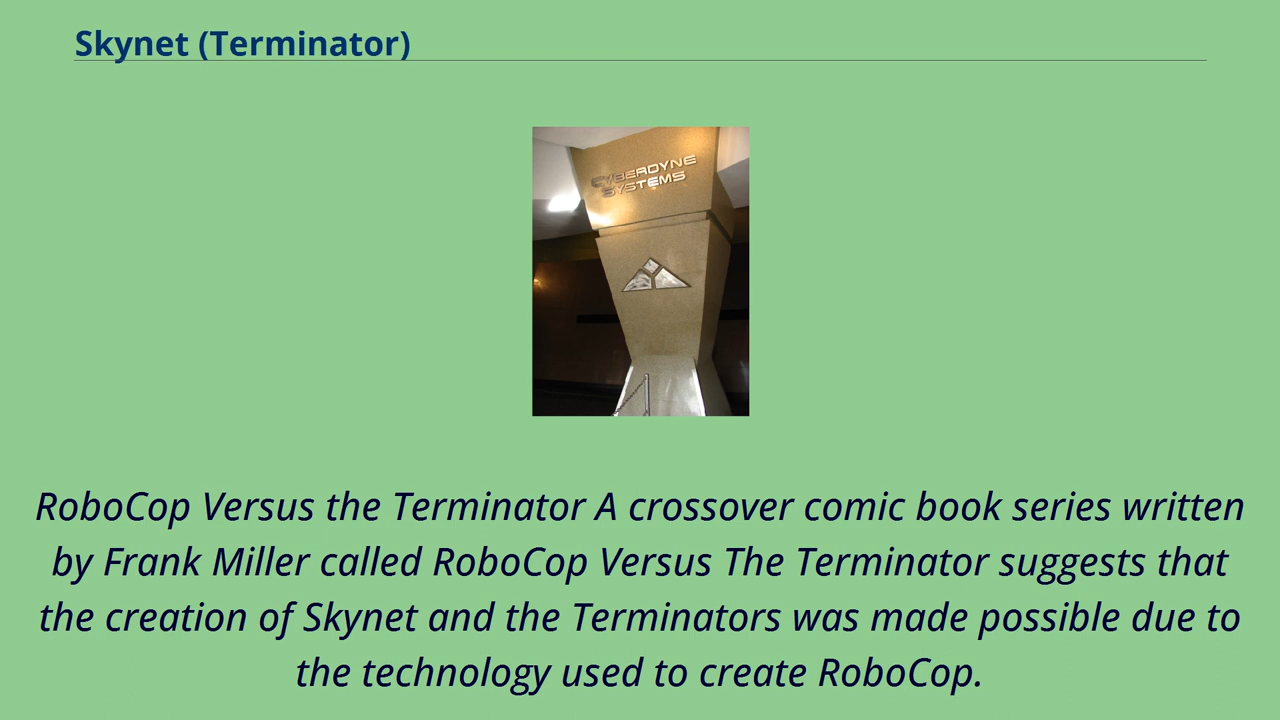 Skynet (Terminator)
CYBERDYNE
SYSTEMS
RoboCop Versus the Terminator A crossover comic book series written
by Frank Miller called RoboCop Versus The Terminator suggests that
the creation of Skynet and the Terminators was made possible due to
the technology used to create RoboCop.